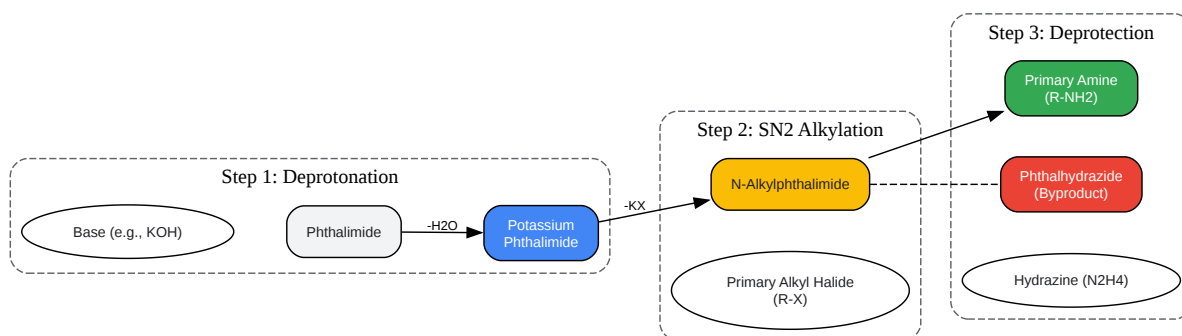 Step 1: Deprotonation
Base (e.g., KOH)
Phthalimide
-H2O
Potassium
Phthalimide
-KX
Step 2: SN2 Alkylation
N-Alkylphthalimide
Primary Alkyl Halide
(R-X)
Step 3: Deprotection
Primary Amine
(R-NH2)
Phthalhydrazide
(Byproduct)
Hydrazine (N2H4)